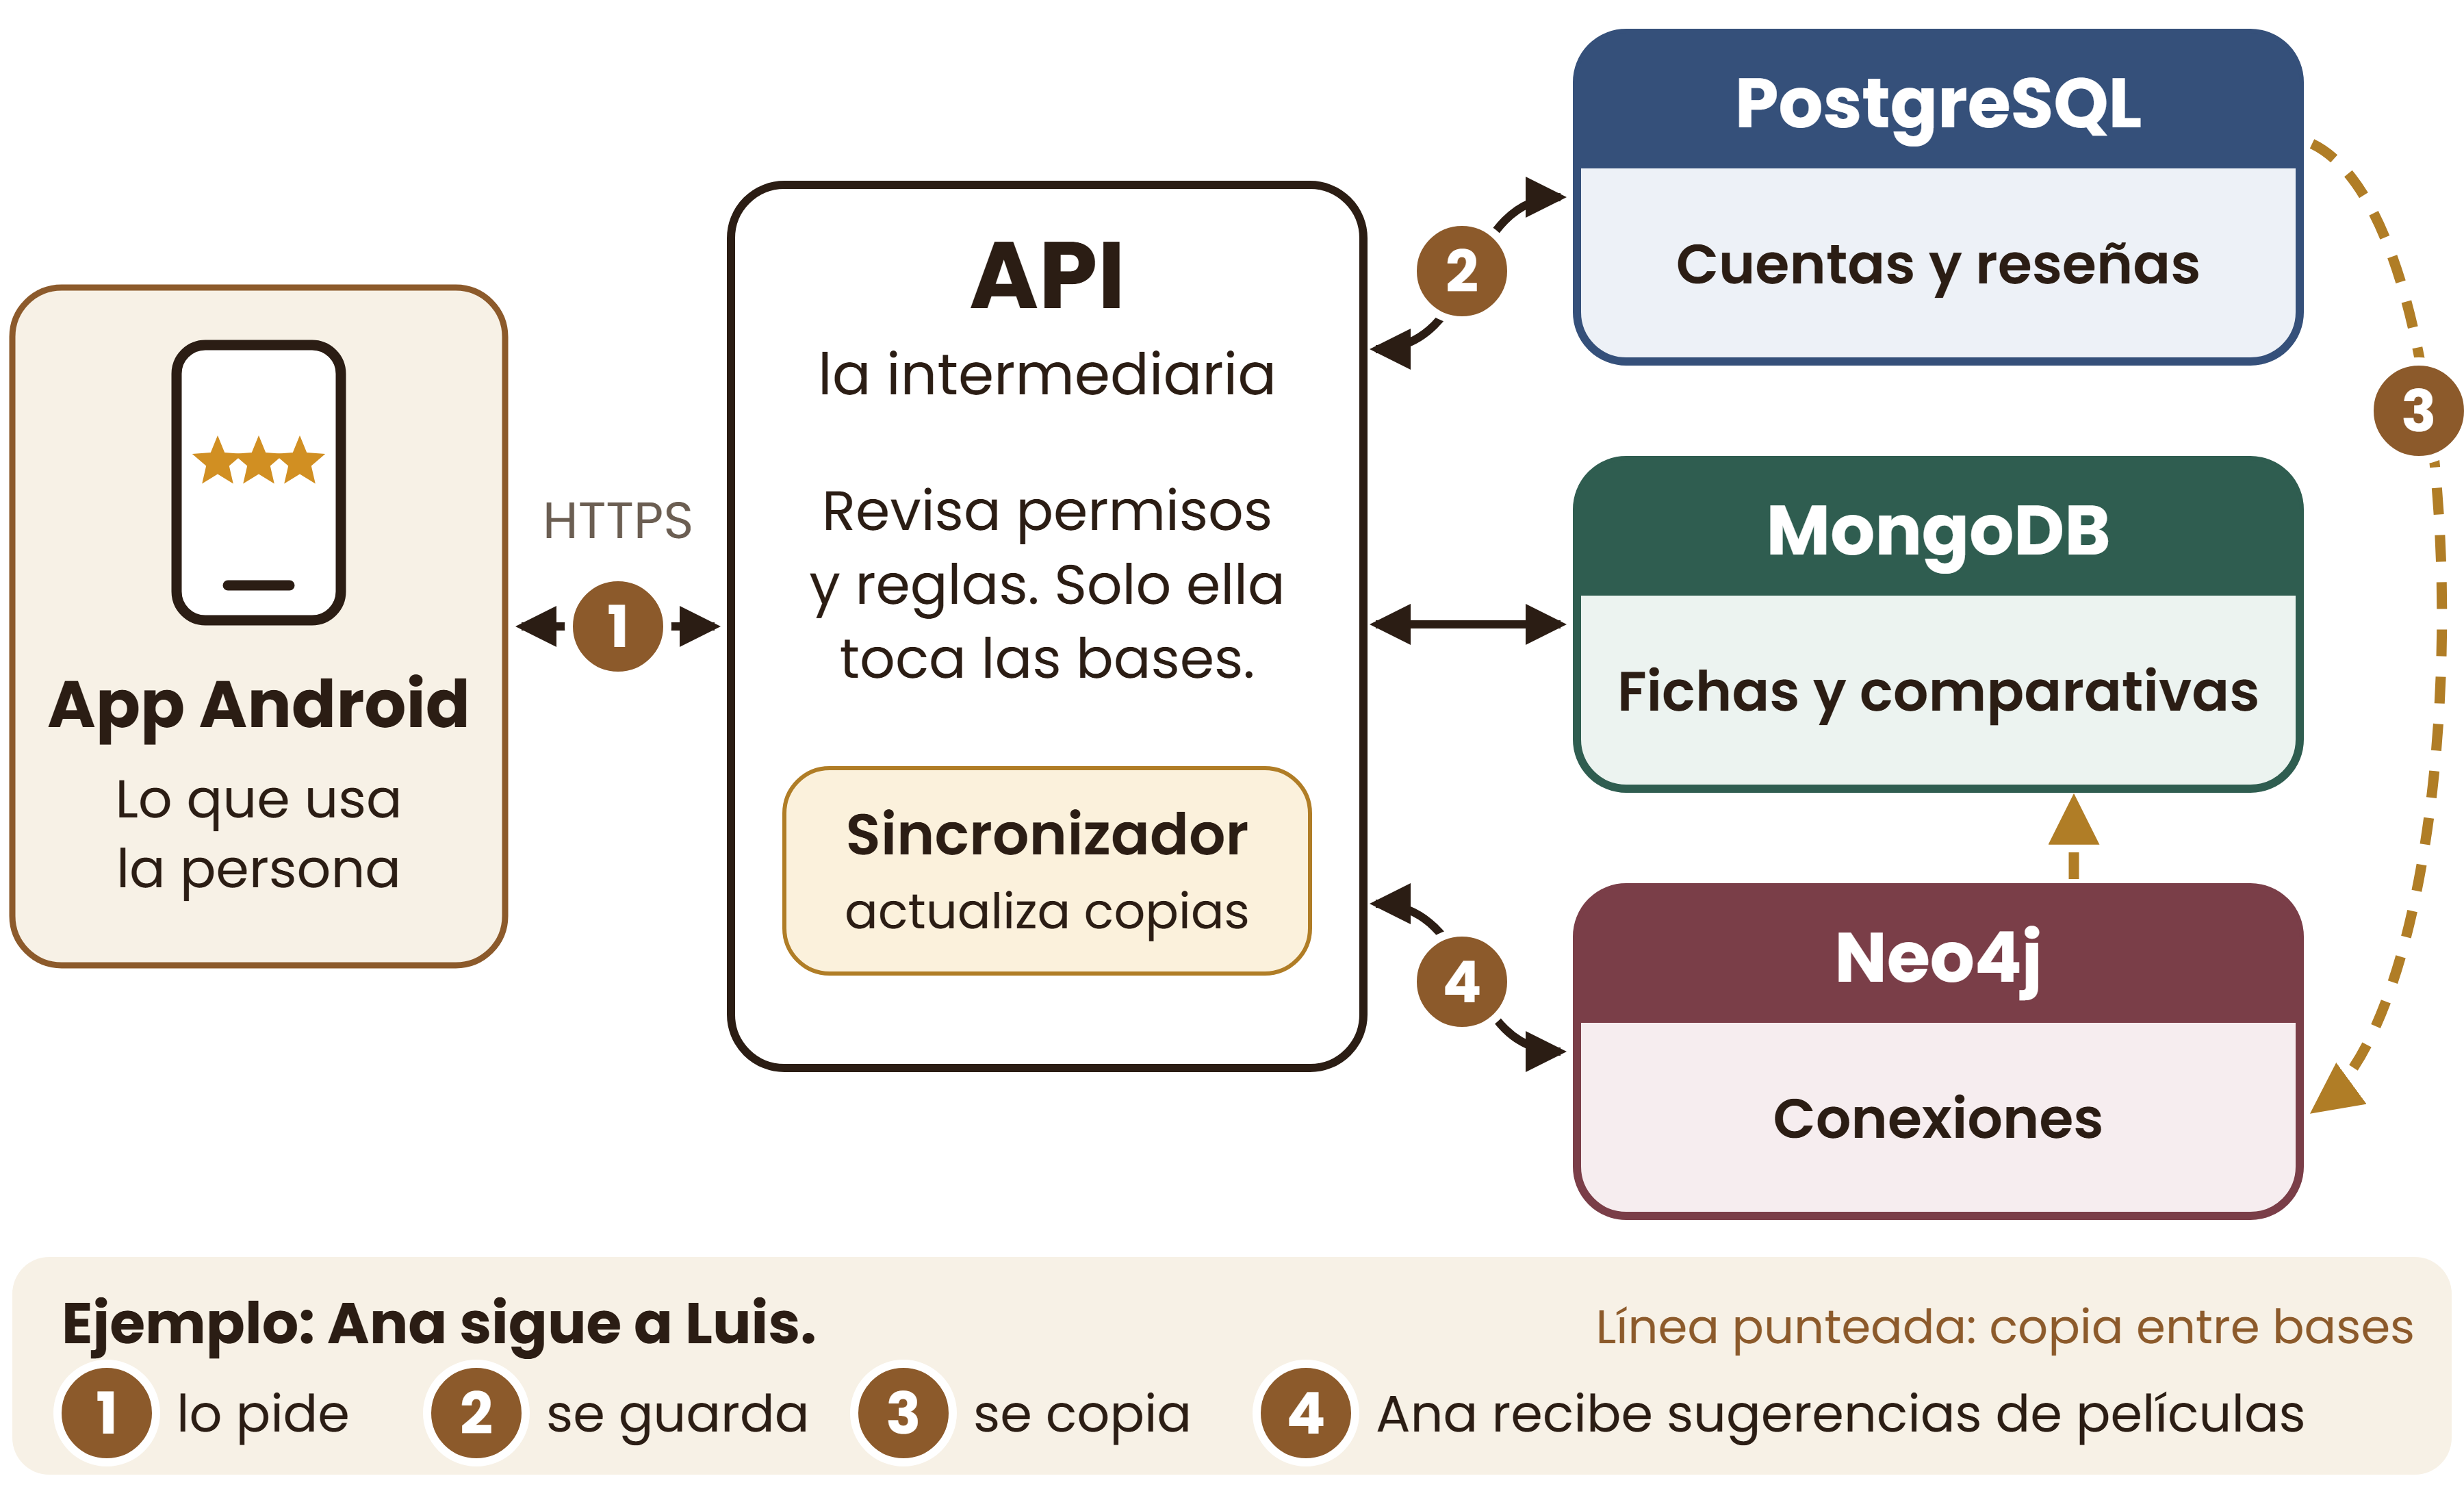 App Android
Lo que usa
la persona
HTTPS
1
API
la intermediaria
Revisa permisos
y reglas. Solo ella
toca las bases.
Sincronizador
actualiza copias
2
4
PostgreSQL
Cuentas y reseñas
MongoDB
Fichas y comparativas
Neo4j
Conexiones
3
Ejemplo: Ana sigue a Luis.
Línea punteada: copia entre bases
1 lo pide
2 se guarda
3 se copia
4 Ana recibe sugerencias de películas